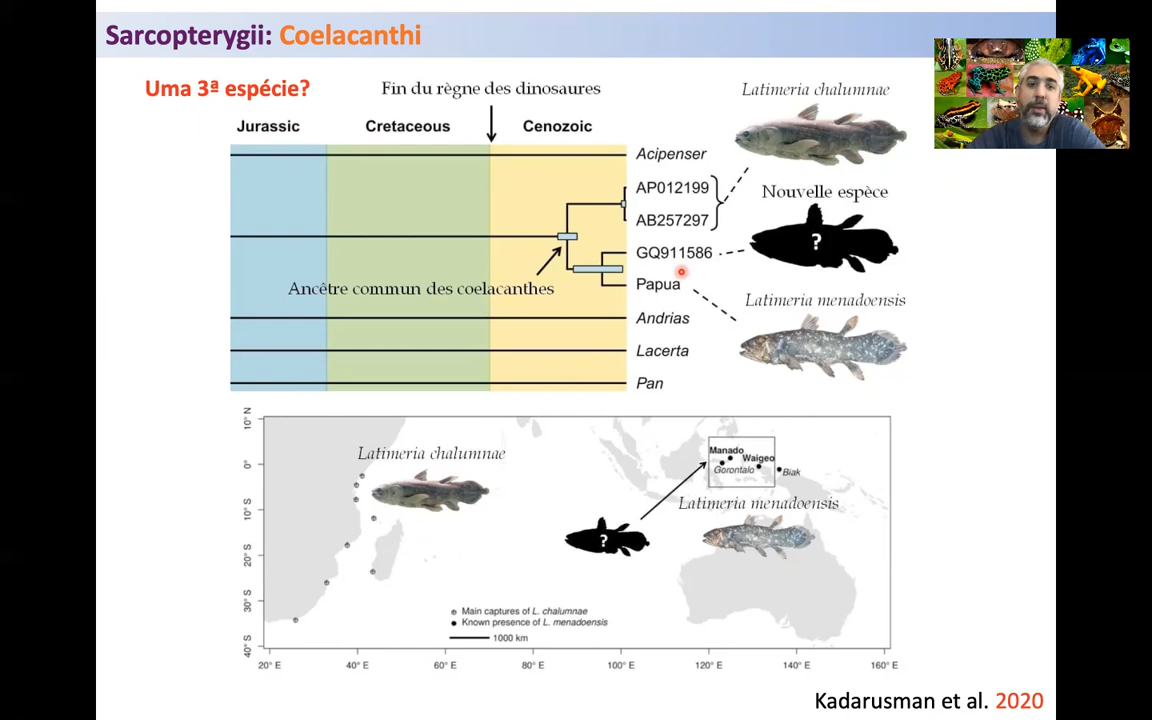 Sarcopterygii: Coelacanthi
Uma 3ª espécie?
Fin du règne des dinosaures
Jurassic
Cretaceous
Cenozoic
Latimeria chalumnae
Acipenser
AP012199
AB257297
GQ911586
Papua
Andrias
Lacerta
Pan
Nouvelle espèce
?
Latimeria menadoensis
Ancêtre commun des coelacanthes
10° N
0°
10° S
20° S
30° S
40° S
Latimeria chalumnae
Manado
Waigeo
Gorontalo
Biak
Latimeria menadoensis
?
Main captures of L. chalumnae
Known presence of L. menadoensis
1000 km
20° E
40° E
60° E
80° E
100° E
120° E
140° E
160° E
Kadarusman et al. 2020